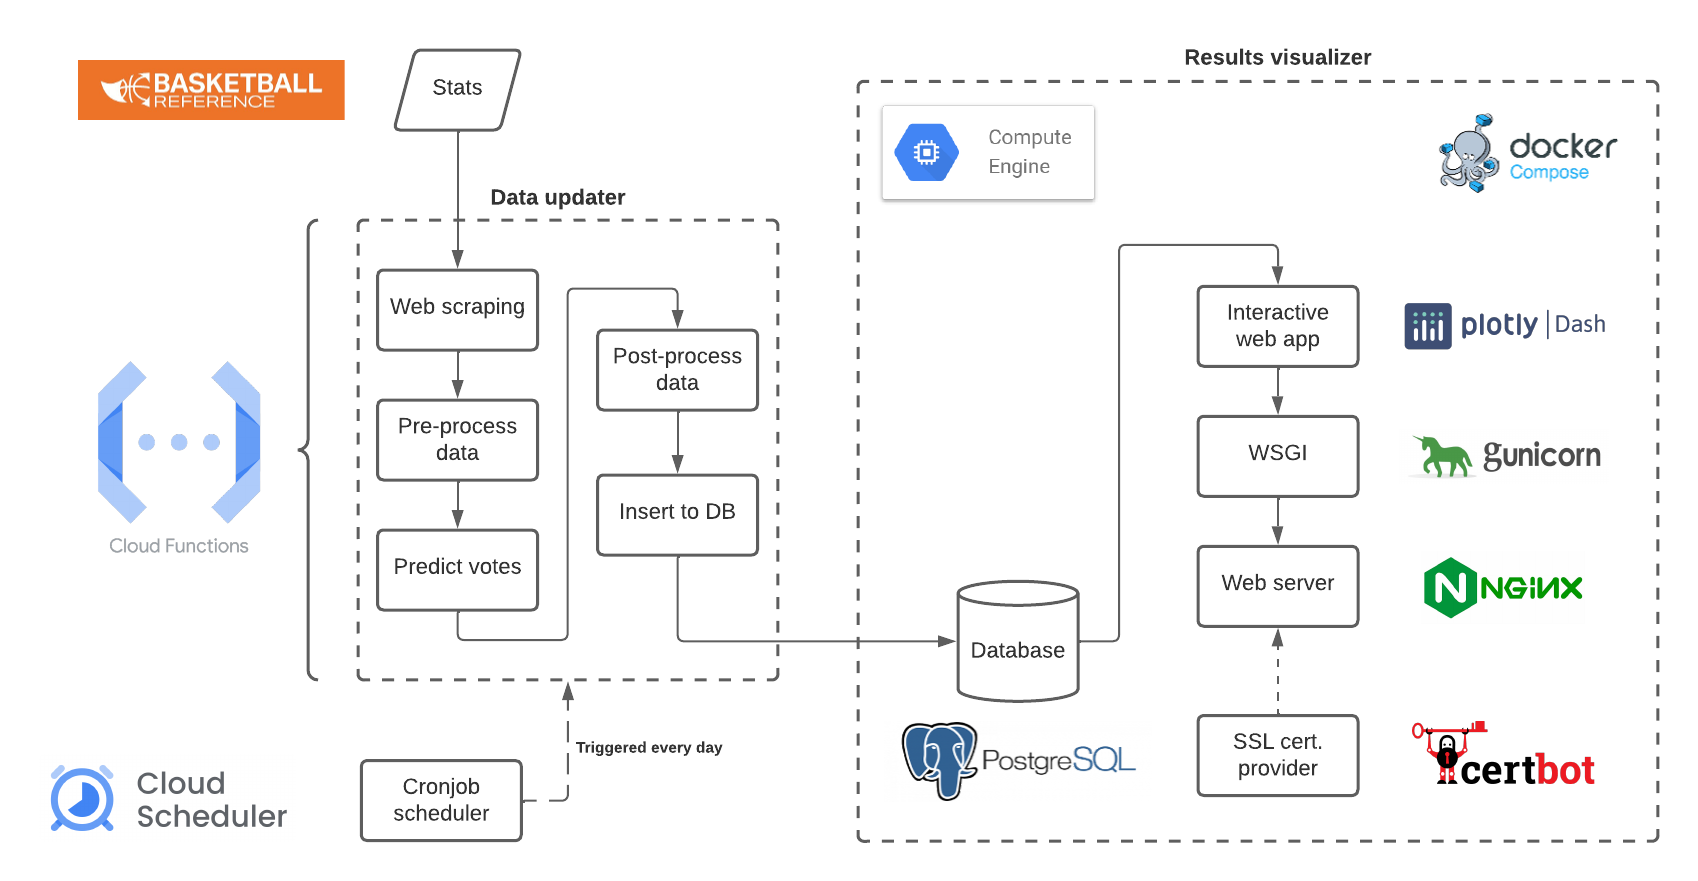 BASKETBALL
REFERENCE
Stats
Data updater
Web scraping
Pre-process
data
Predict votes
Post-process
data
Insert to DB
Cloud Functions
Triggered every day
Cronjob
scheduler
Cloud
Scheduler
Results visualizer
Compute
Engine
docker
Compose
Interactive
web app
plotly | Dash
WSGI
gunicorn
Web server
NGINX
Database
PostgreSQL
SSL cert.
provider
certbot